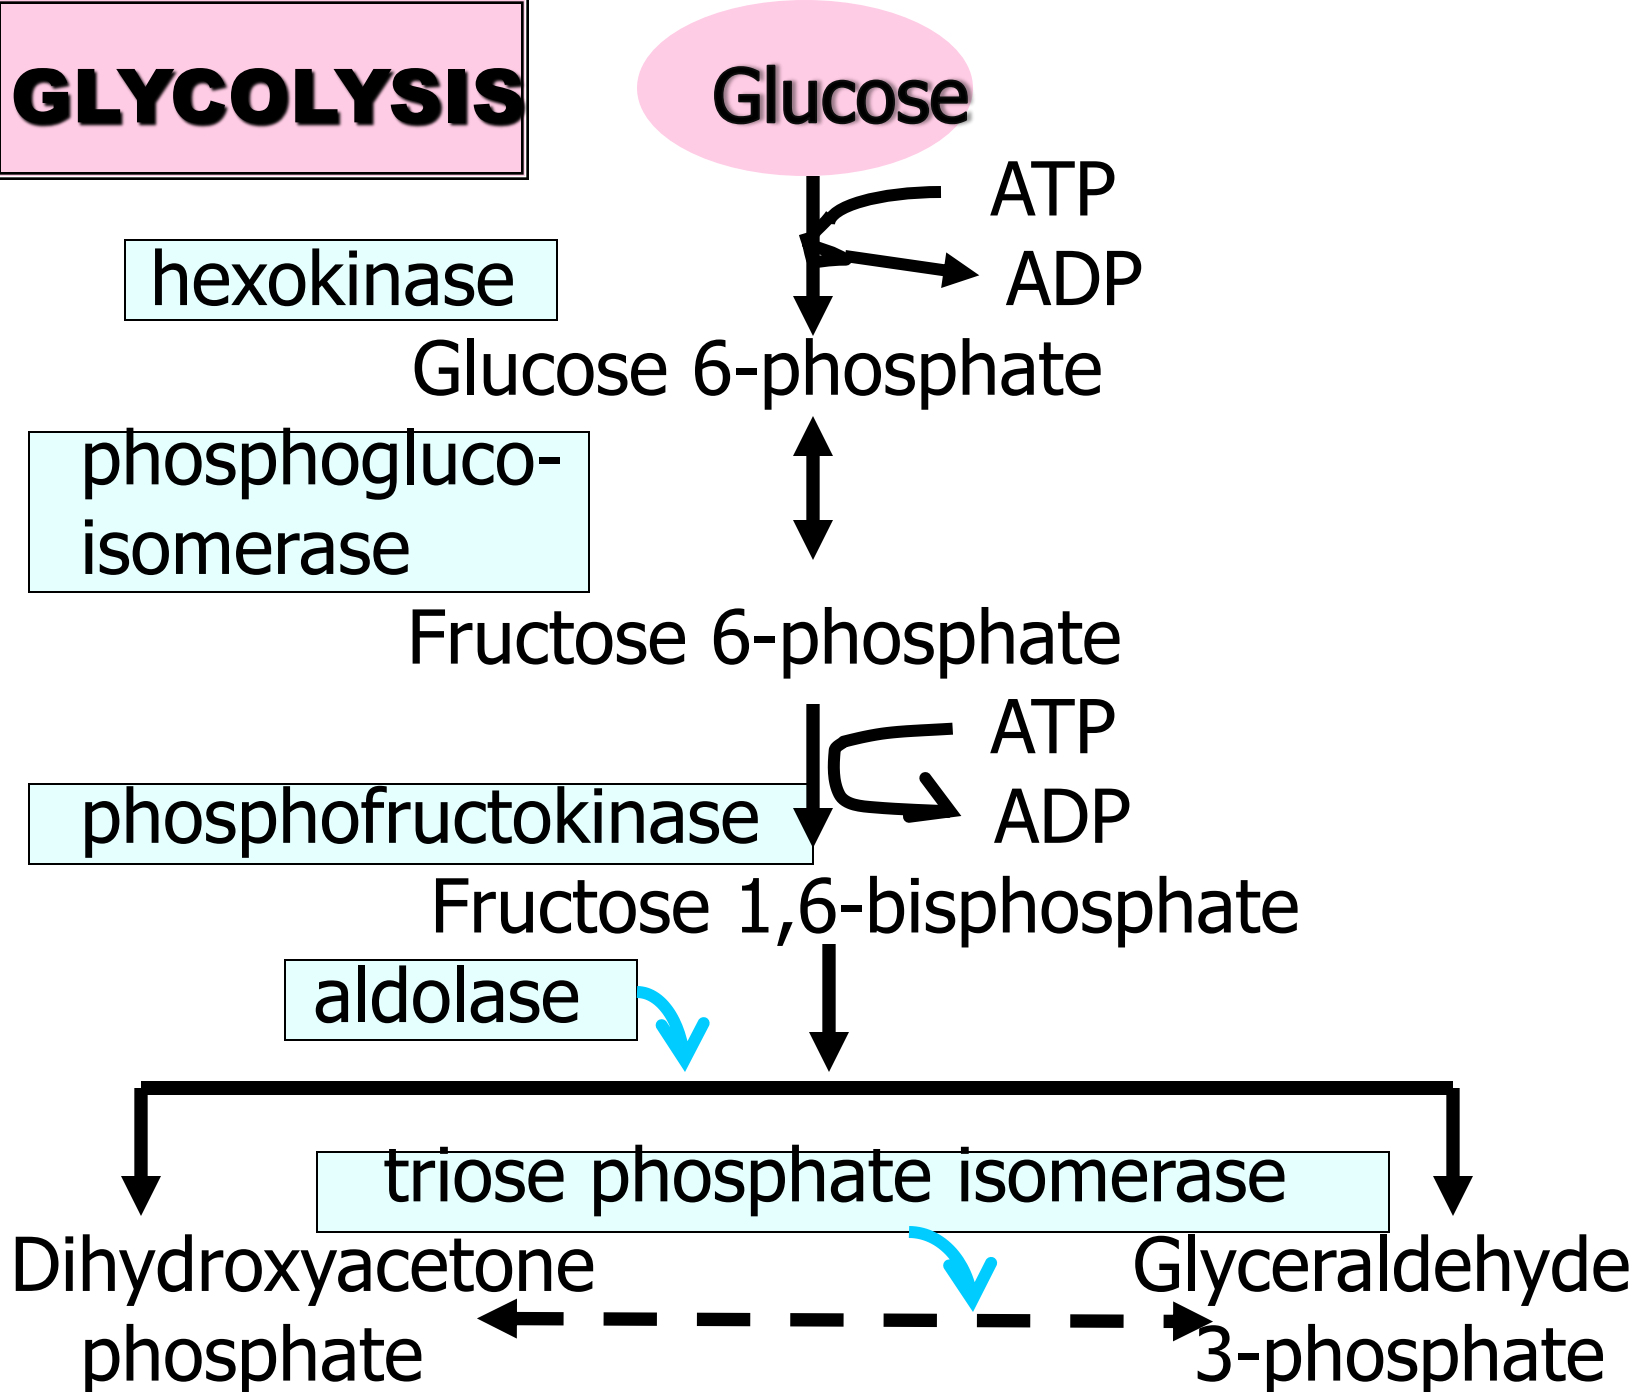 GLYCOLYSIS
Glucose
ATP
hexokinase
ADP
Glucose 6-phosphate
phosphogluco-
isomerase
Fructose 6-phosphate
ATP
phosphofructokinase
ADP
Fructose 1,6-bisphosphate
aldolase
triose phosphate isomerase
Dihydroxyacetone
phosphate
Glyceraldehyde
3-phosphate